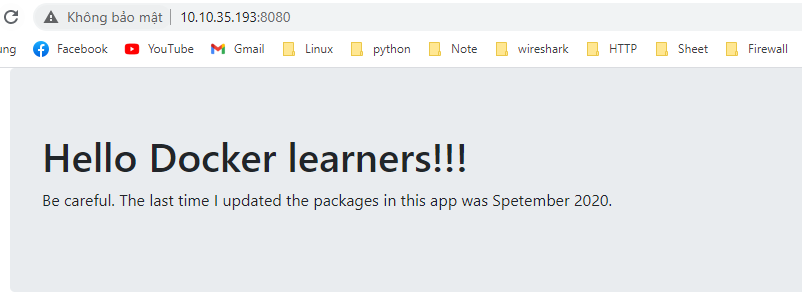 Không bảo mật | 10.10.35.193:8080
ung Facebook YouTube Gmail Linux python Note wireshark HTTP Sheet Firewall
Hello Docker learners!!!
Be careful. The last time I updated the packages in this app was Spetember 2020.